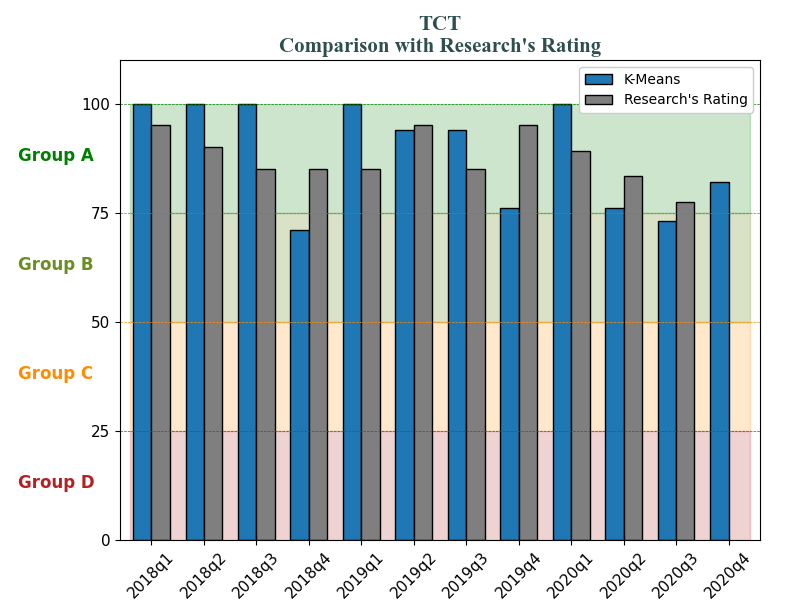 TCT
Comparison with Research's Rating
K-Means
Research's Rating
100
Group A
75
Group B
50
Group C
25
Group D
0
2018q1
2018q2
2018q3
2018q4
2019q1
2019q2
2019q3
2019q4
2020q1
2020q2
2020q3
2020q4